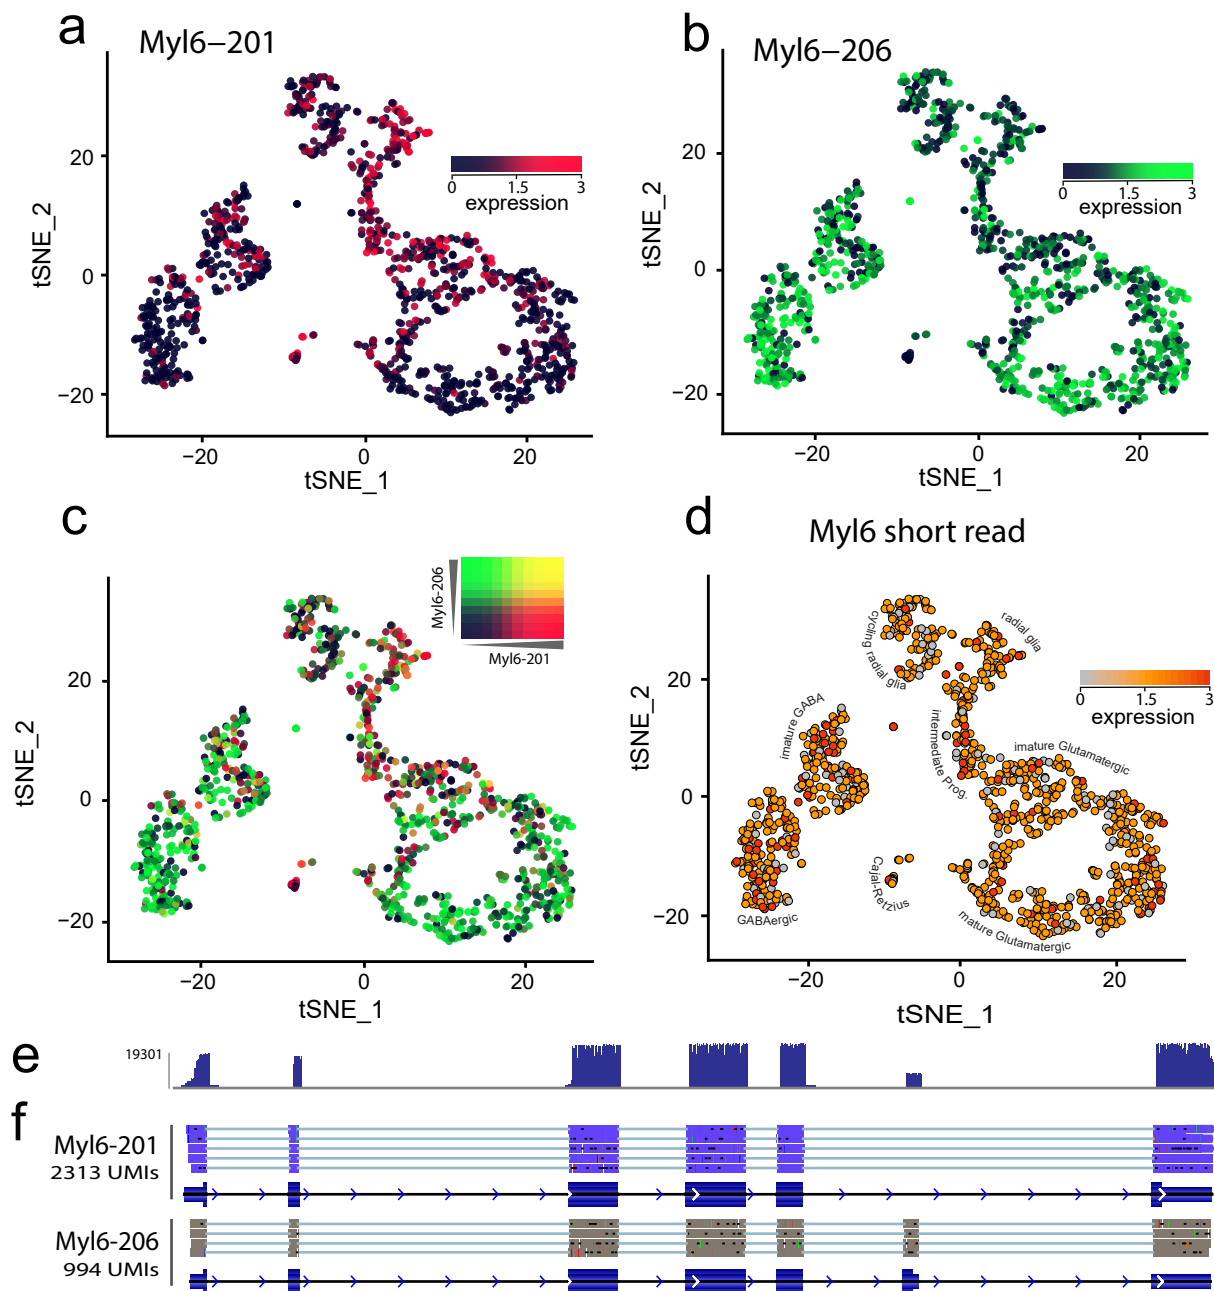 a
Myl6−201
tSNE_2
20
0
−20
−20
0
20
tSNE_1
0
1.5
3
expression
b
Myl6−206
tSNE_2
20
0
−20
−20
0
20
tSNE_1
0
1.5
3
expression
c
Myl6-206
Myl6-201
tSNE_2
20
0
−20
−20
0
20
tSNE_1
d
Myl6 short read
tSNE_2
20
0
−20
−20
0
20
tSNE_1
0
1.5
3
expression
cycling radial glia
radial glia
imature GABA
intermediate Prog.
imature Glutamatergic
Cajal-Retzius
GABAergic
mature Glutamatergic
e
19301
f
Myl6-201
2313 UMIs
Myl6-206
994 UMIs